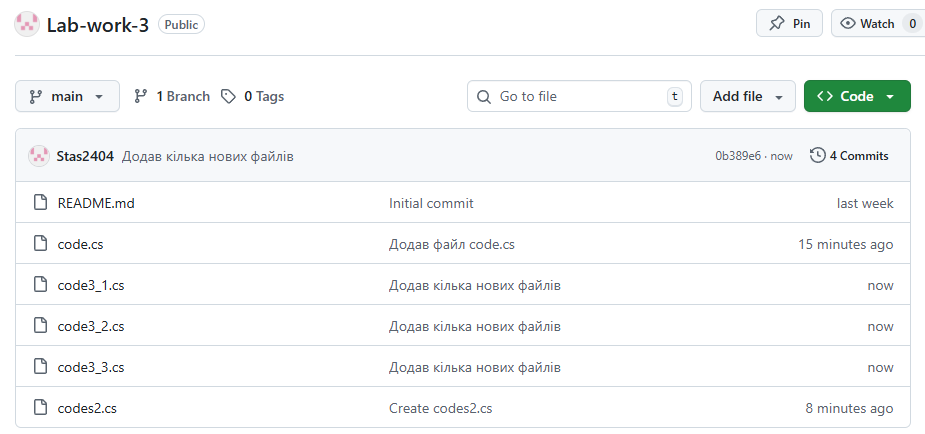 Lab-work-3 Public Pin Watch 0
main 1 Branch 0 Tags Go to file t Add file Code
Stas2404 Додав кілька нових файлів 0b389e6 · now 4 Commits
README.md Initial commit last week
code.cs Додав файл code.cs 15 minutes ago
code3_1.cs Додав кілька нових файлів now
code3_2.cs Додав кілька нових файлів now
code3_3.cs Додав кілька нових файлів now
codes2.cs Create codes2.cs 8 minutes ago